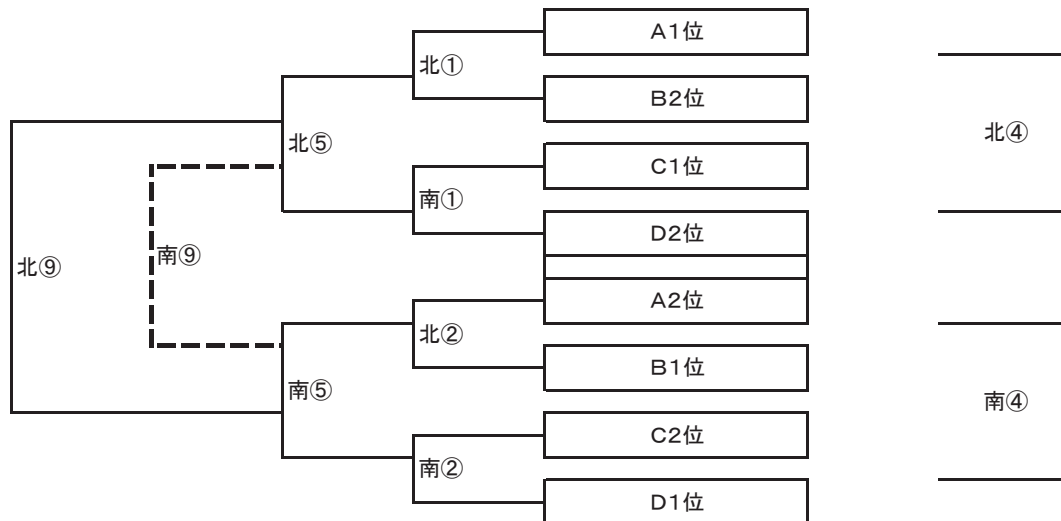 A1位
北①
B2位
北④
北⑤
C1位
南①
D2位
南⑨
北⑨
A2位
北②
B1位
南⑤
南④
C2位
南②
D1位